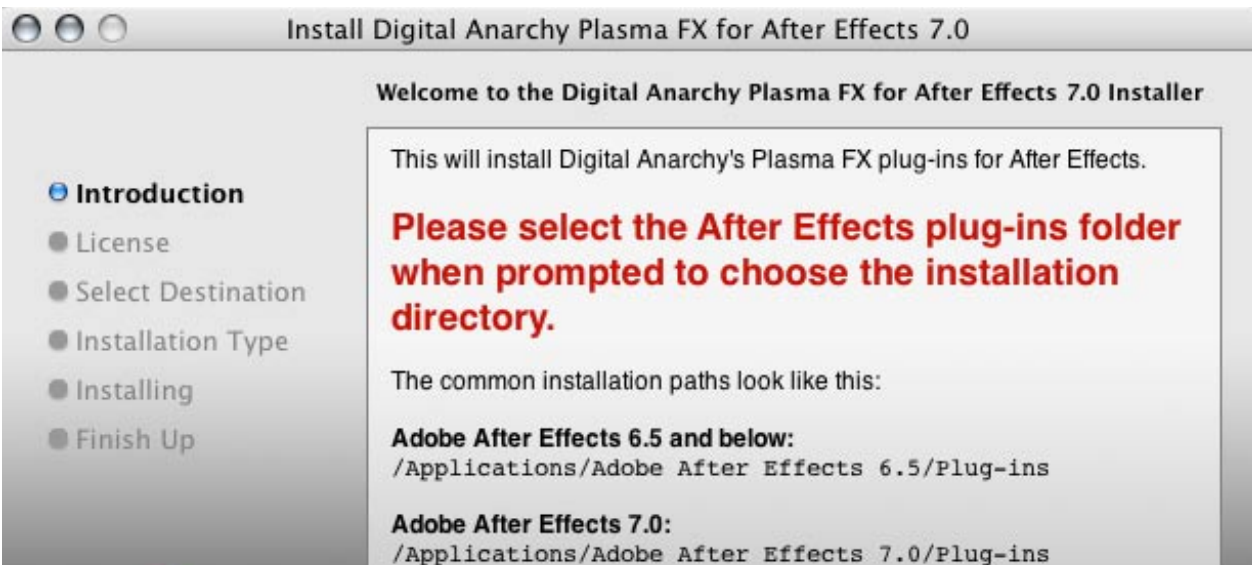 Install Digital Anarchy Plasma FX for After Effects 7.0
Welcome to the Digital Anarchy Plasma FX for After Effects 7.0 Installer
Introduction
License
Select Destination
Installation Type
Installing
Finish Up
This will install Digital Anarchy's Plasma FX plug-ins for After Effects.
Please select the After Effects plug-ins folder
when prompted to choose the installation
directory.
The common installation paths look like this:
Adobe After Effects 6.5 and below:
/Applications/Adobe After Effects 6.5/Plug-ins
Adobe After Effects 7.0:
/Applications/Adobe After Effects 7.0/Plug-ins